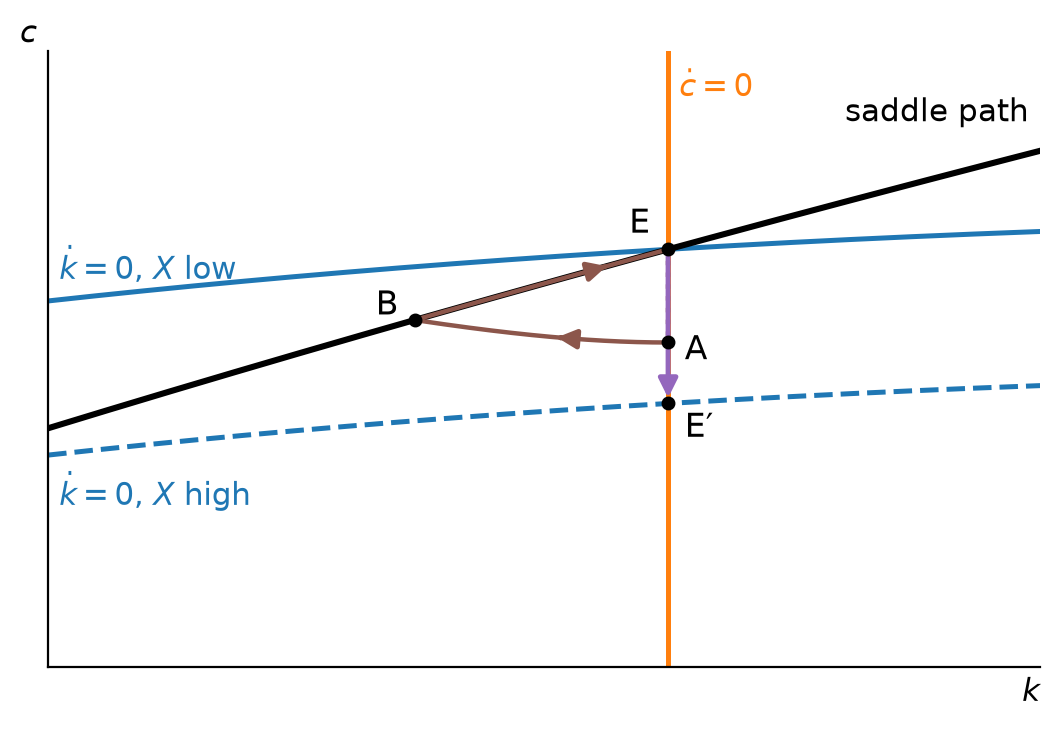 c
ċ = 0
saddle path
E
k̇ = 0, X low
B
A
E′
k̇ = 0, X high
k